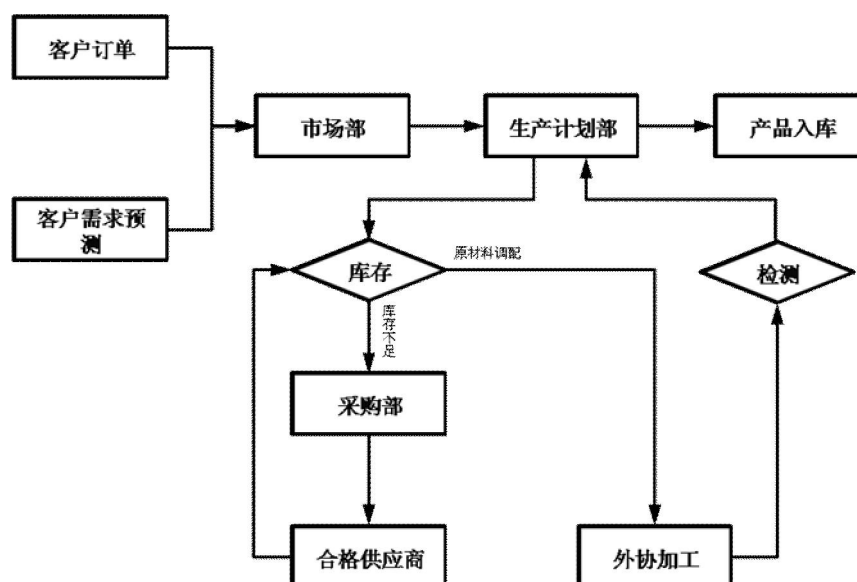 客户订单
市场部
生产计划部
产品入库
客户需求预
测
库存
原材料调配
检测
库存不足
采购部
合格供应商
外协加工